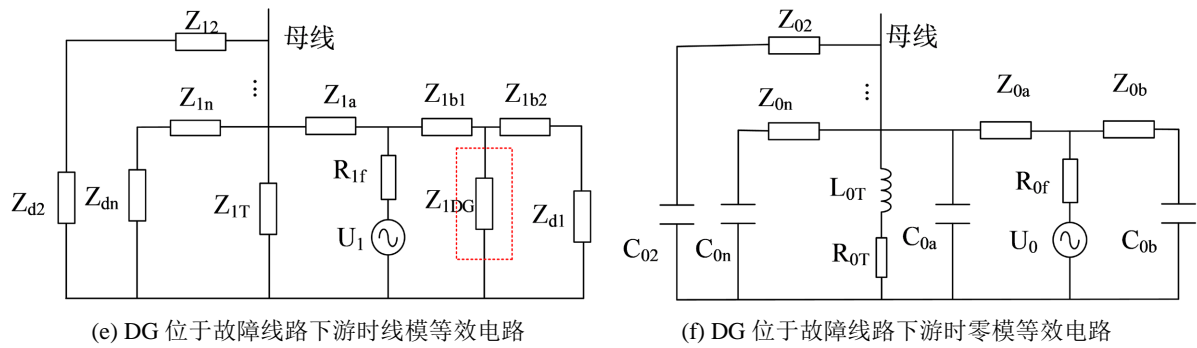 Z12
母线
...
Z1n
Z1a
Z1b1
Z1b2
R1f
Zd2
Zdn
Z1T
U1
Z1DG
Zd1
(e) DG 位于故障线路下游时线模等效电路
Z02
母线
...
Z0n
Z0a
Z0b
L0T
R0f
C02
C0n
R0T
C0a
U0
C0b
(f) DG 位于故障线路下游时零模等效电路